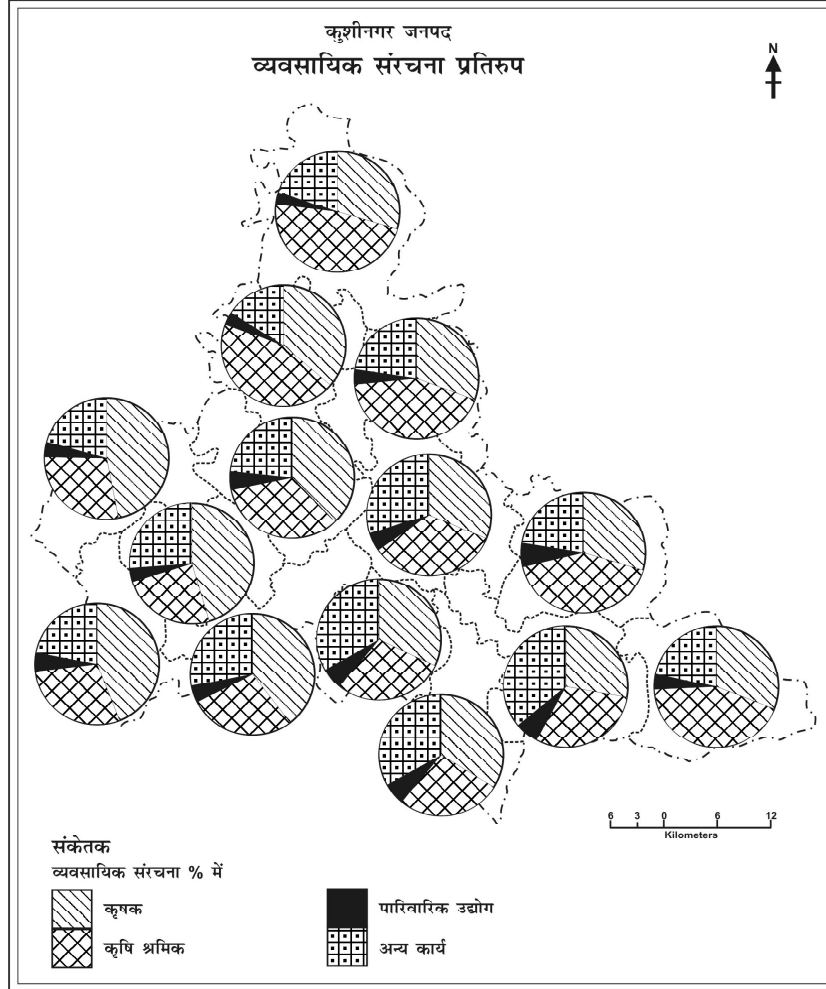 कुशीनगर जनपद
व्यवसायिक संरचना प्रतिरुप
N
6 3 0 6 12
Kilometers
संकेतक
व्यवसायिक संरचना % में
कृषक
पारिवारिक उद्योग
कृषि श्रमिक
अन्य कार्य